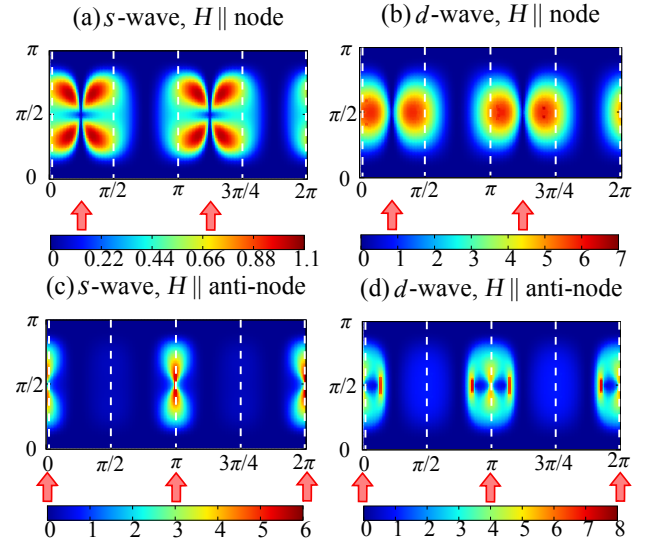 (a) s-wave, H || node
(b) d-wave, H || node
π
π/2
0
0 π/2 π 3π/4 2π
0 0.22 0.44 0.66 0.88 1.1
π
π/2
0
0 π/2 π 3π/4 2π
0 1 2 3 4 5 6 7
(c) s-wave, H || anti-node
(d) d-wave, H || anti-node
π
π/2
0
0 π/2 π 3π/4 2π
0 1 2 3 4 5 6
π
π/2
0
0 π/2 π 3π/4 2π
0 1 2 3 4 5 6 7 8